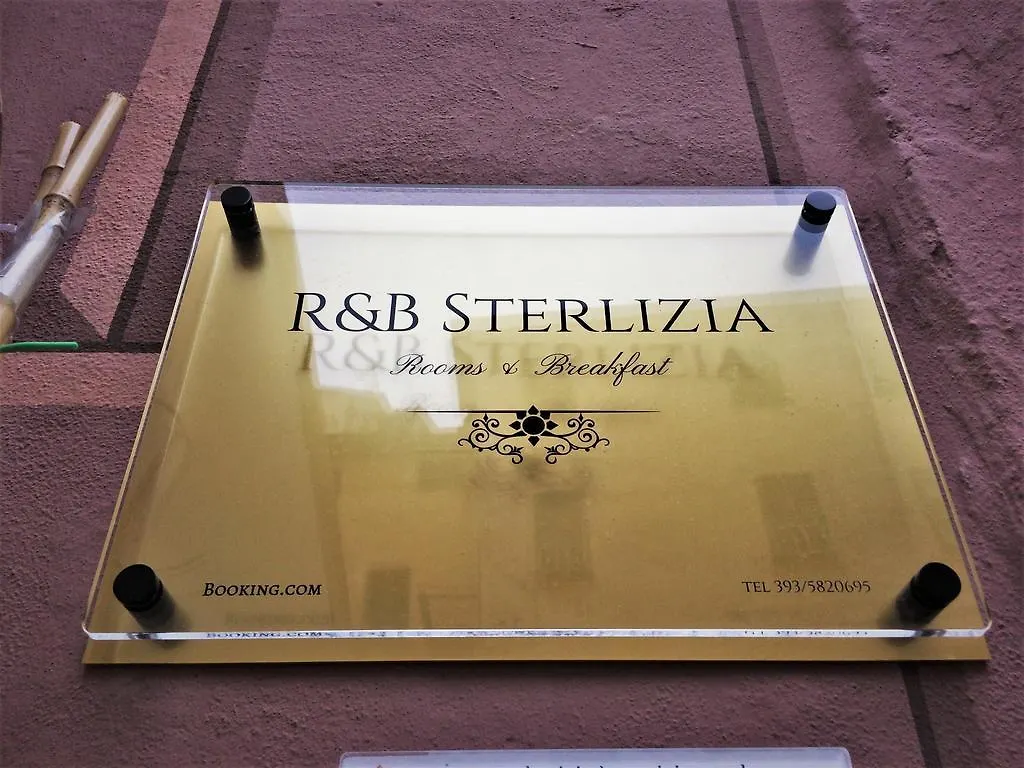 R&B STERLIZIA
Rooms & Breakfast
BOOKING.COM
TEL 393/5820695